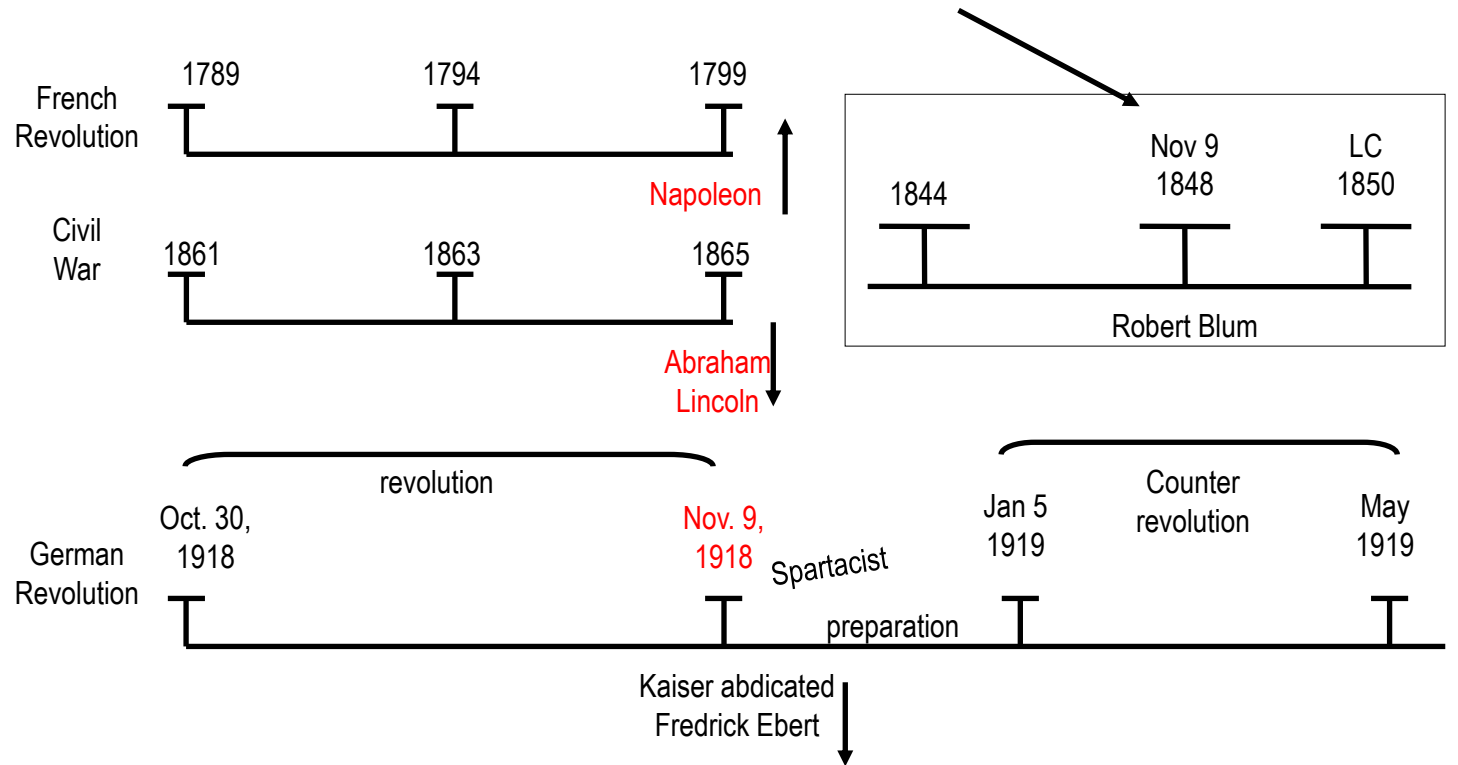 1789
1794
1799
French
Revolution
Napoleon
Civil
War
1861
1863
1865
Abraham
Lincoln
1844
Nov 9
1848
LC
1850
Robert Blum
revolution
Counter
revolution
German
Revolution
Oct. 30,
1918
Nov. 9,
1918
Spartacist
preparation
Jan 5
1919
May
1919
Kaiser abdicated
Fredrick Ebert